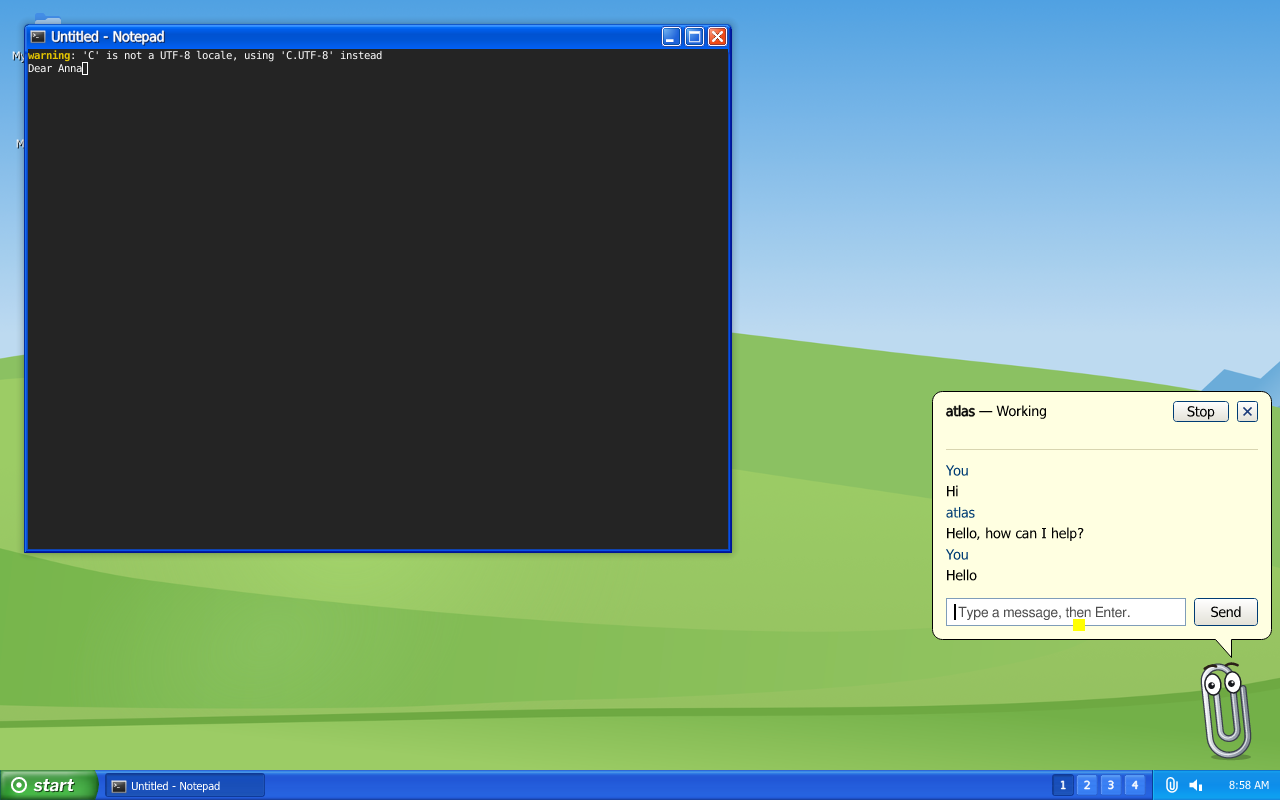 Untitled - Notepad
warning: 'C' is not a UTF-8 locale, using 'C.UTF-8' instead
Dear Anna
atlas — Working
Stop
You
Hi
atlas
Hello, how can I help?
You
Hello
Type a message, then Enter.
Send
start
Untitled - Notepad
1 2 3 4
8:58 AM